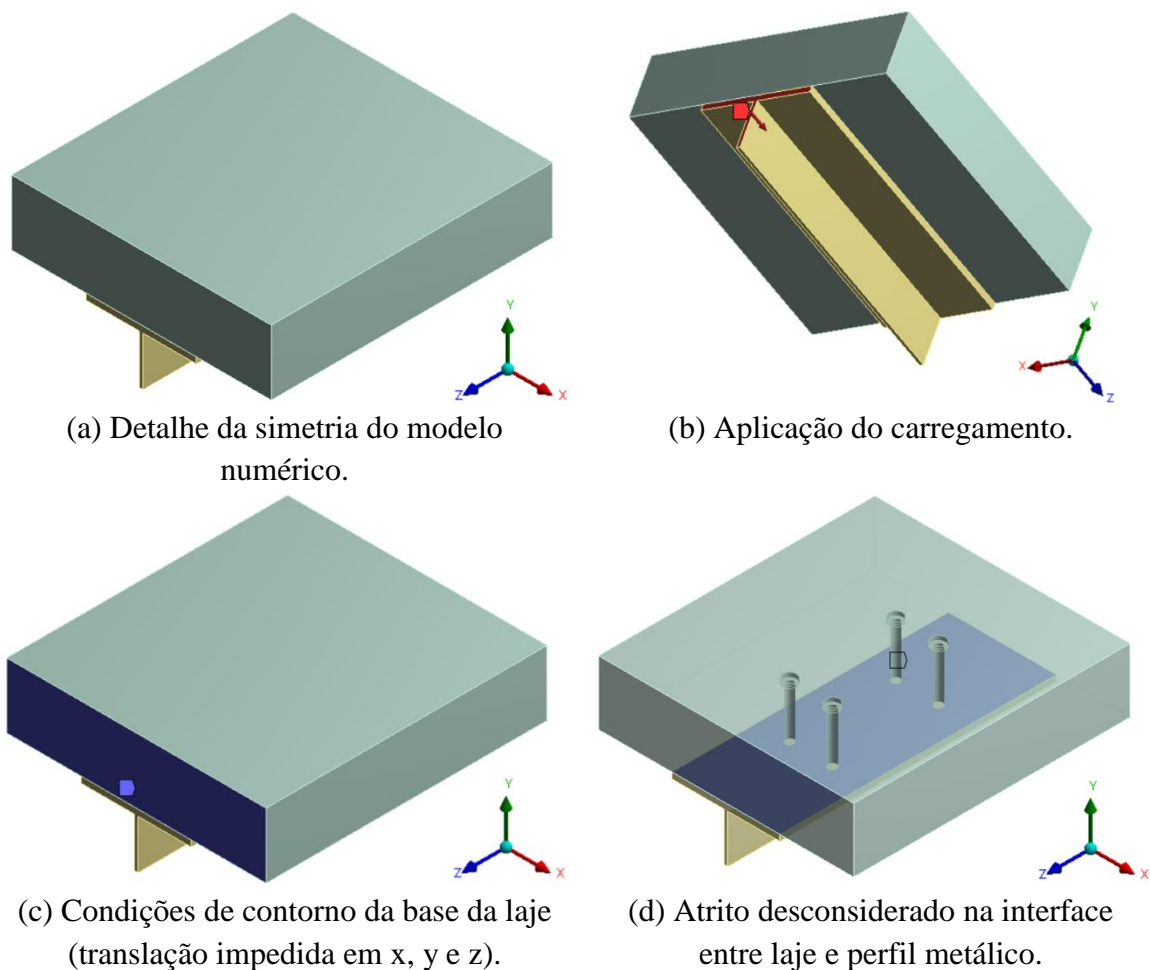 Y
Z
X
Y
X
Z
(a) Detalhe da simetria do modelo
numérico.
(b) Aplicação do carregamento.
Y
Z
X
Y
Z
X
(c) Condições de contorno da base da laje
(translação impedida em x, y e z).
(d) Atrito desconsiderado na interface
entre laje e perfil metálico.